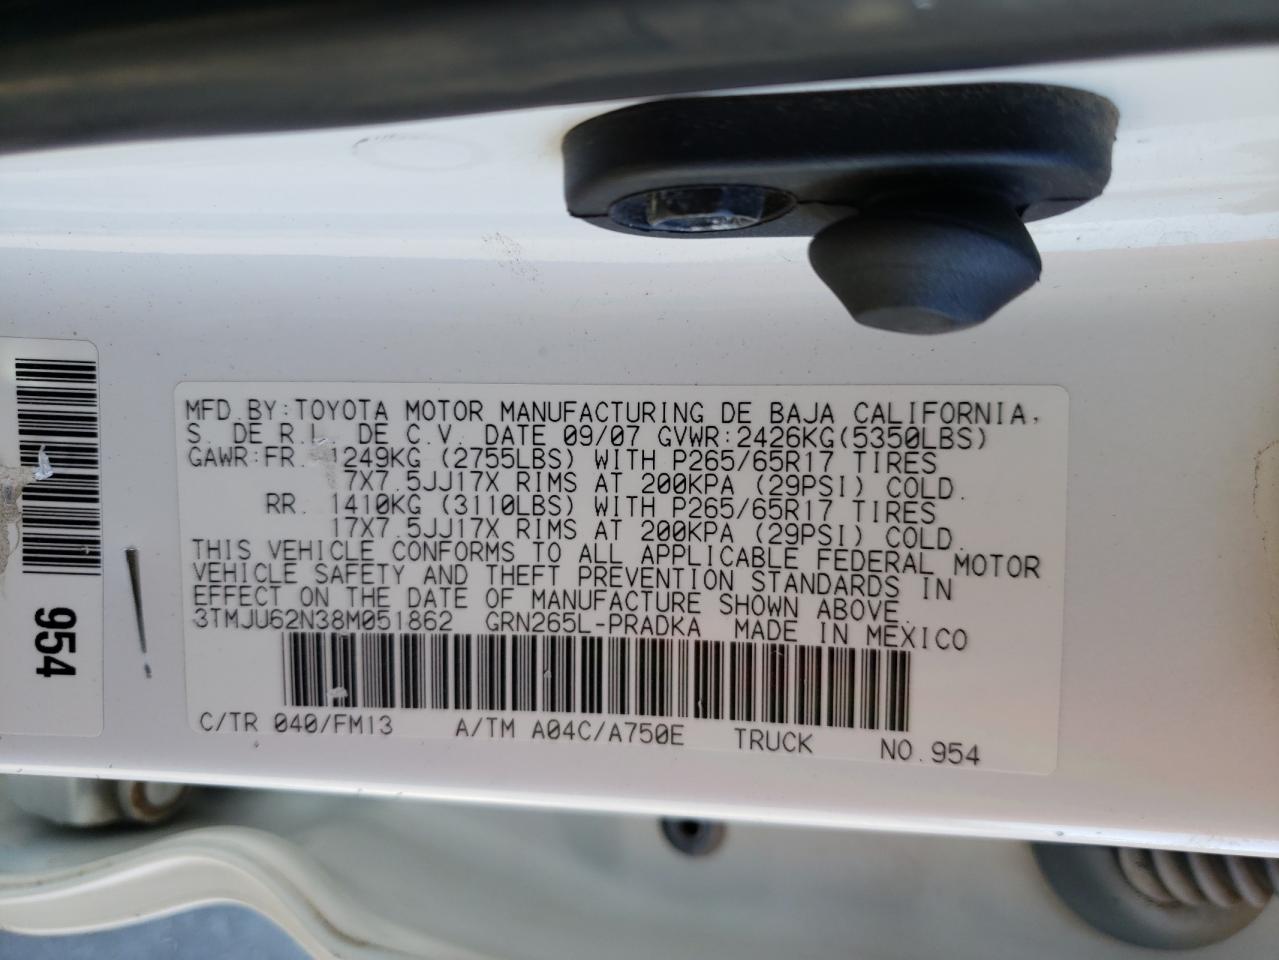 MFD.BY:TOYOTA MOTOR MANUFACTURING DE BAJA CALIFORNIA,
S. DE R.L. DE C.V. DATE 09/07 GVWR:2426KG(5350LBS)
GAWR:FR. 1249KG (2755LBS) WITH P265/65R17 TIRES
7X7.5JJ17X RIMS AT 200KPA (29PSI) COLD.
RR. 1410KG (3110LBS) WITH P265/65R17 TIRES
17X7.5JJ17X RIMS AT 200KPA (29PSI) COLD.
THIS VEHICLE CONFORMS TO ALL APPLICABLE FEDERAL MOTOR
VEHICLE SAFETY AND THEFT PREVENTION STANDARDS IN
EFFECT ON THE DATE OF MANUFACTURE SHOWN ABOVE.
3TMJU62N38M051862 GRN265L-PRADKA MADE IN MEXICO
C/TR 040/FM13 A/TM A04C/A750E TRUCK NO.954
954